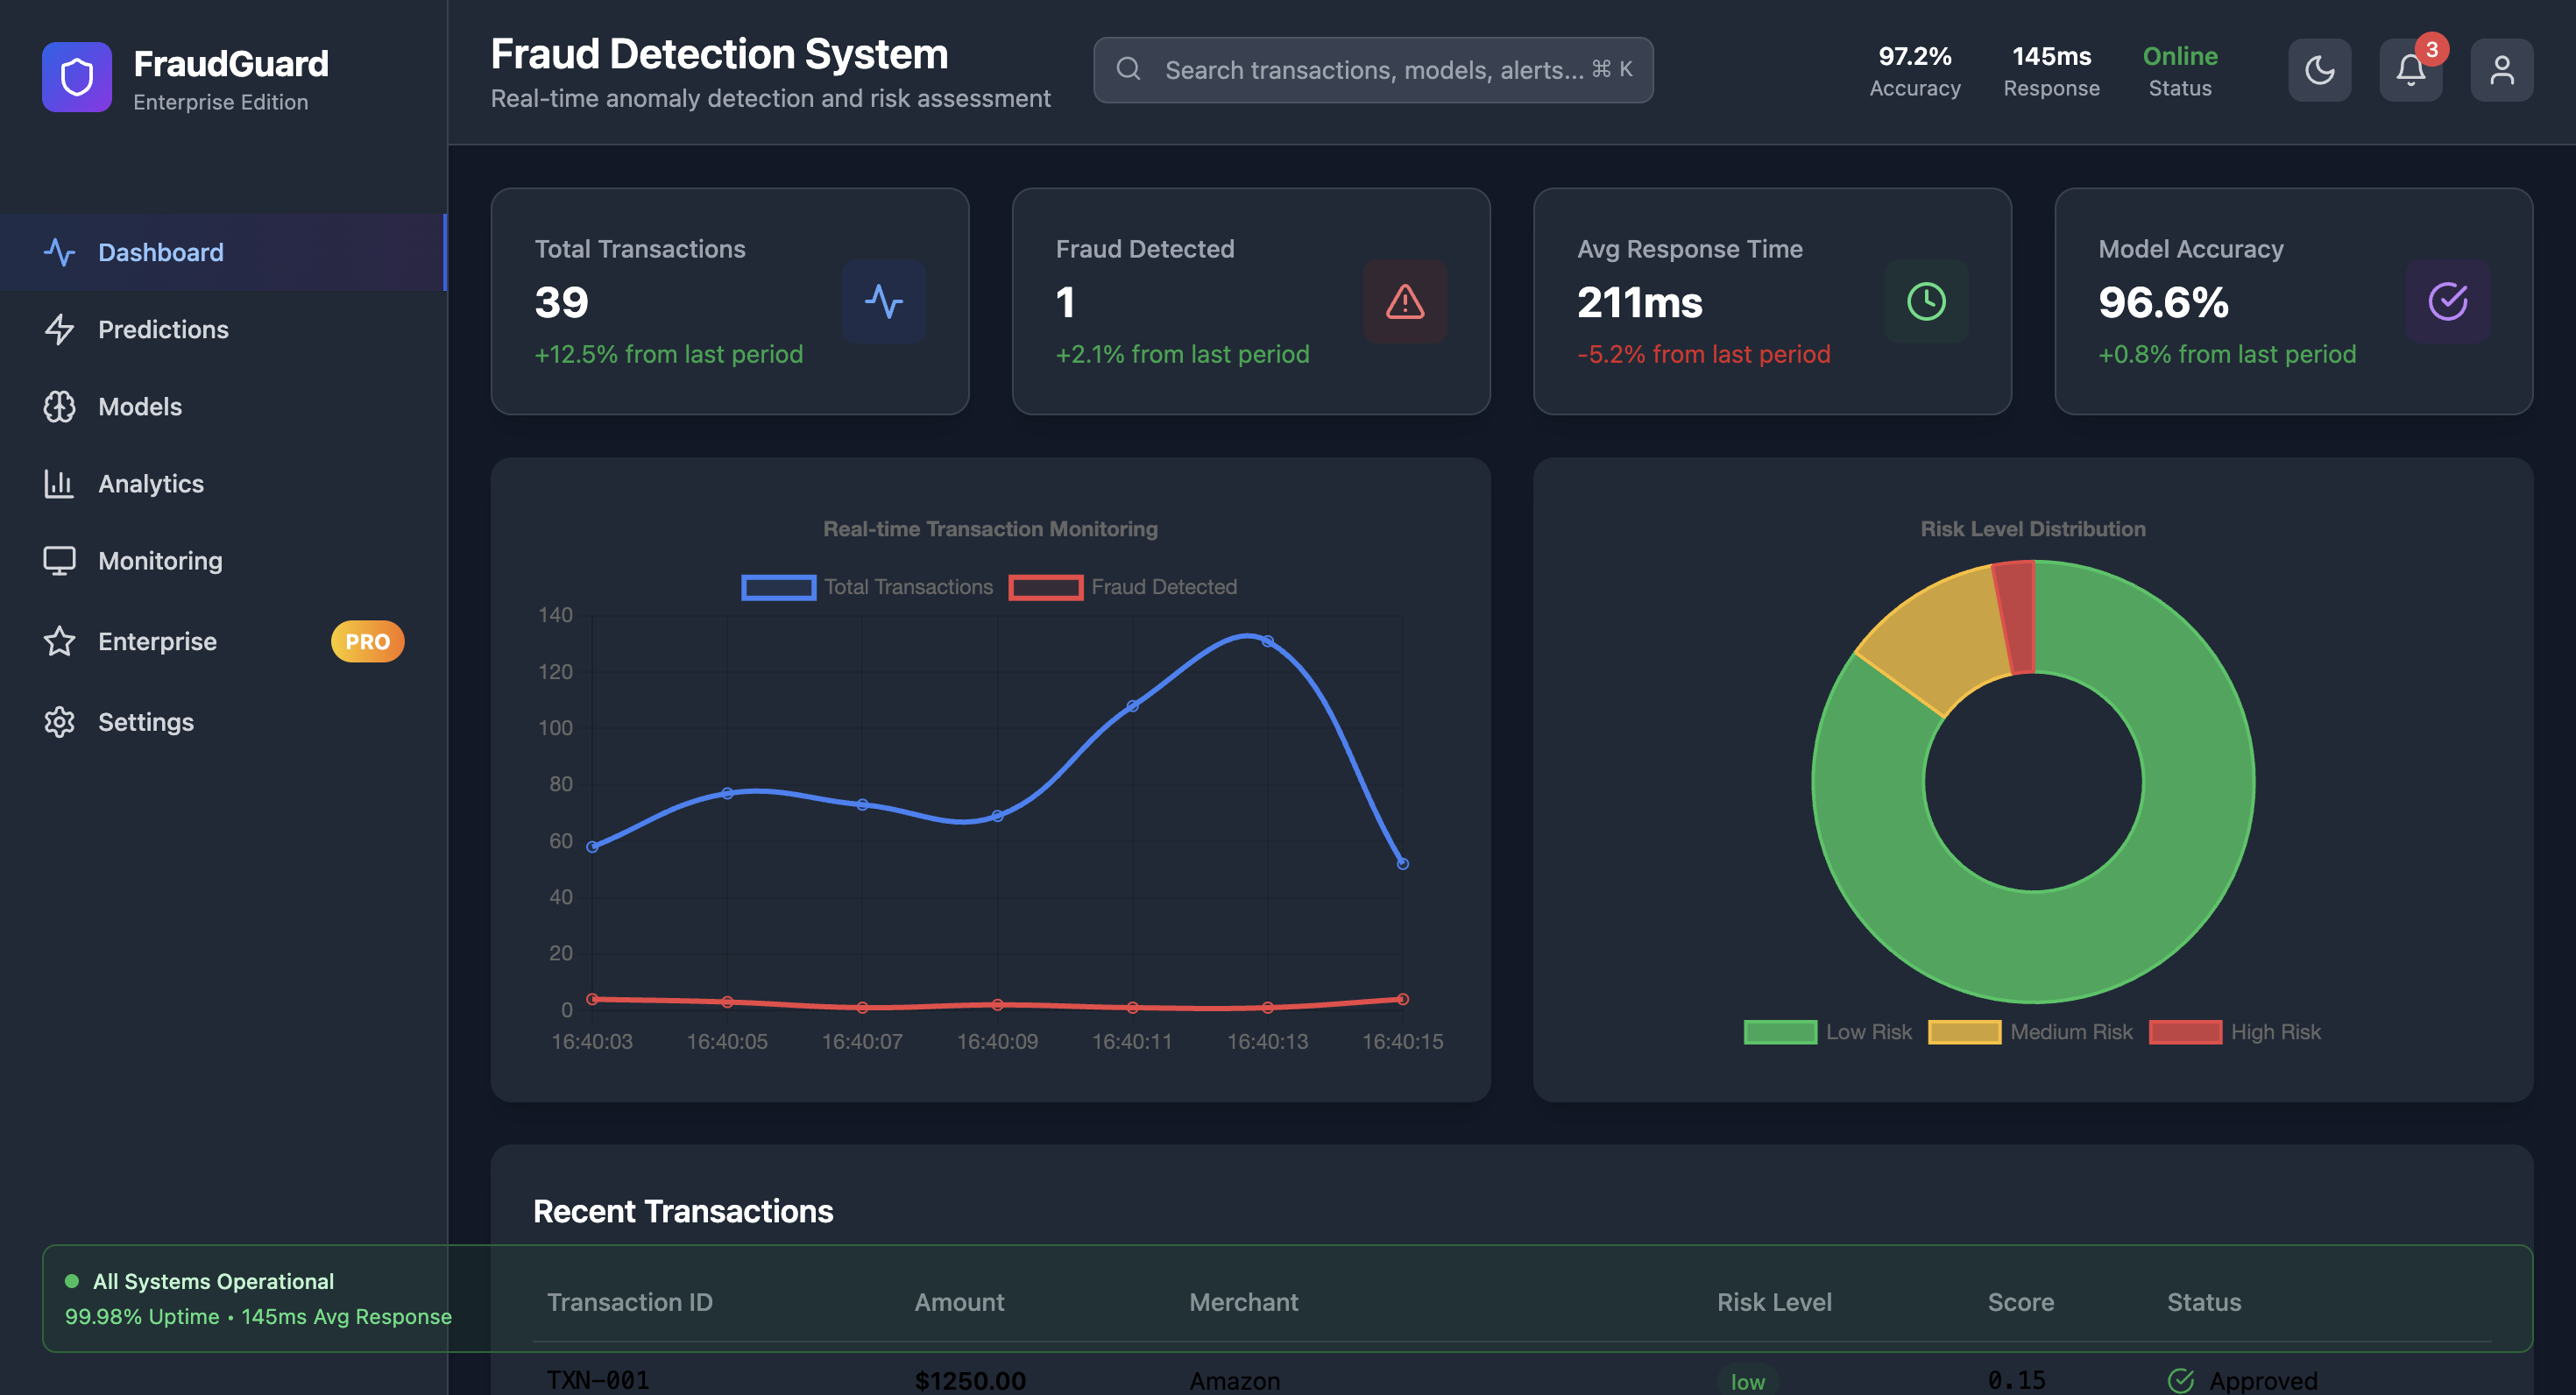 FraudGuard
Enterprise Edition
Dashboard
Predictions
Models
Analytics
Monitoring
Enterprise PRO
Settings
All Systems Operational
99.98% Uptime • 145ms Avg Response
Fraud Detection System
Real-time anomaly detection and risk assessment
Search transactions, models, alerts... ⌘ K
97.2% 145ms Online
Accuracy Response Status
3
Total Transactions
39
+12.5% from last period
Fraud Detected
1
+2.1% from last period
Avg Response Time
211ms
-5.2% from last period
Model Accuracy
96.6%
+0.8% from last period
Real-time Transaction Monitoring
Total Transactions Fraud Detected
140
120
100
80
60
40
20
0
16:40:03 16:40:05 16:40:07 16:40:09 16:40:11 16:40:13 16:40:15
Risk Level Distribution
Low Risk Medium Risk High Risk
Recent Transactions
Transaction ID Amount Merchant Risk Level Score Status
TXN-001 $1250.00 Amazon low 0.15 Approved